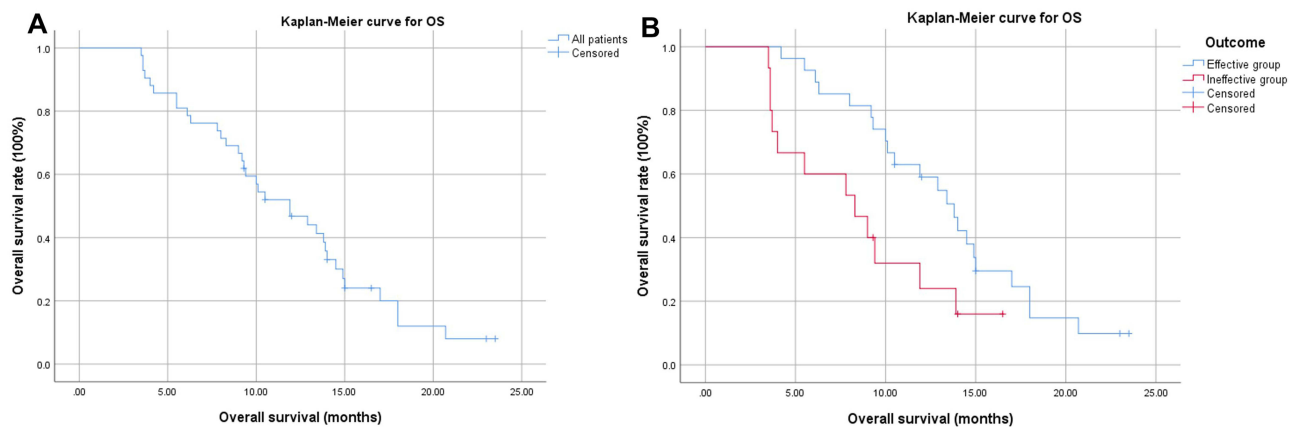 A
Kaplan-Meier curve for OS
All patients
Censored
Overall survival rate (100%)
1.0
0.8
0.6
0.4
0.2
0.0
.00 5.00 10.00 15.00 20.00 25.00
Overall survival (months)
B
Kaplan-Meier curve for OS
Outcome
Effective group
Ineffective group
Censored
Censored
Overall survival rate (100%)
1.0
0.8
0.6
0.4
0.2
0.0
.00 5.00 10.00 15.00 20.00 25.00
Overall survival (months)